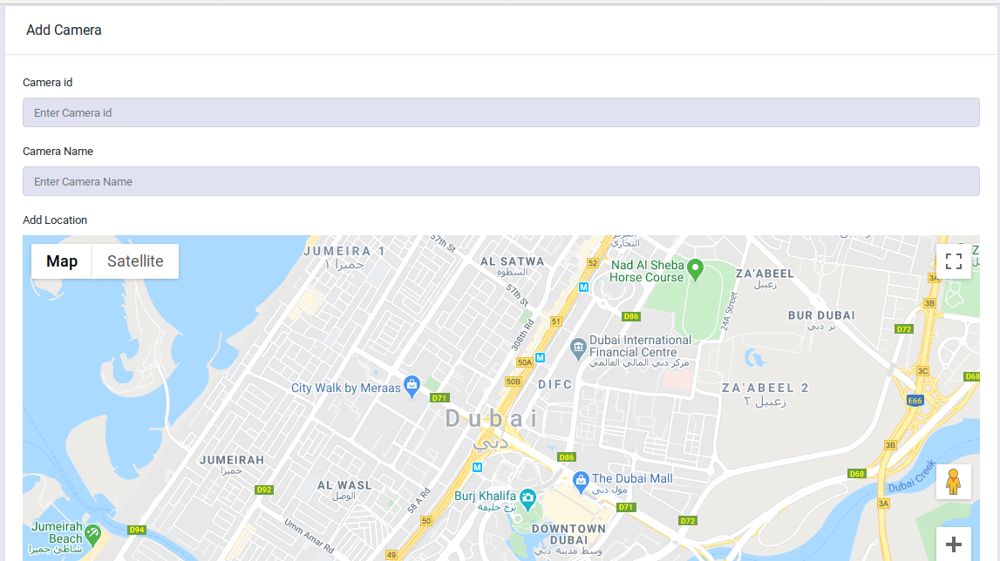 Add Camera
Camera id
Enter Camera id
Camera Name
Enter Camera Name
Add Location
Map
Satellite
JUMEIRA 1
جميرا ١
57th St
AL SATWA
السطوه
57th St
308th Rd
52
M
Nad Al Sheba
Horse Course
التجاري
ZA'ABEEL
زعبيل
24A Street
D86
BUR DUBAI
بر دبي
3A
3B
D72
51
Dubai International
Financial Centre
مركز دبي المالي العالمي
50A
M
50B
DIFC
City Walk by Meraas
D71
ZA'ABEEL 2
زعبيل ٢
3C
D68
E66
Dubai
دبي
JUMEIRAH
جميرا
M
D86
3B
D68
Dubai Creek
AL WASL
الوصل
D92
58 A Rd
Burj Khalifa
برج خليفة
The Dubai Mall
مول دبي
D71
D72
3A
50
DOWNTOWN
DUBAI
وسط مدينة دبي
Jumeirah
Beach
شاطئ جميرا
D94
Umm Amar Rd
49